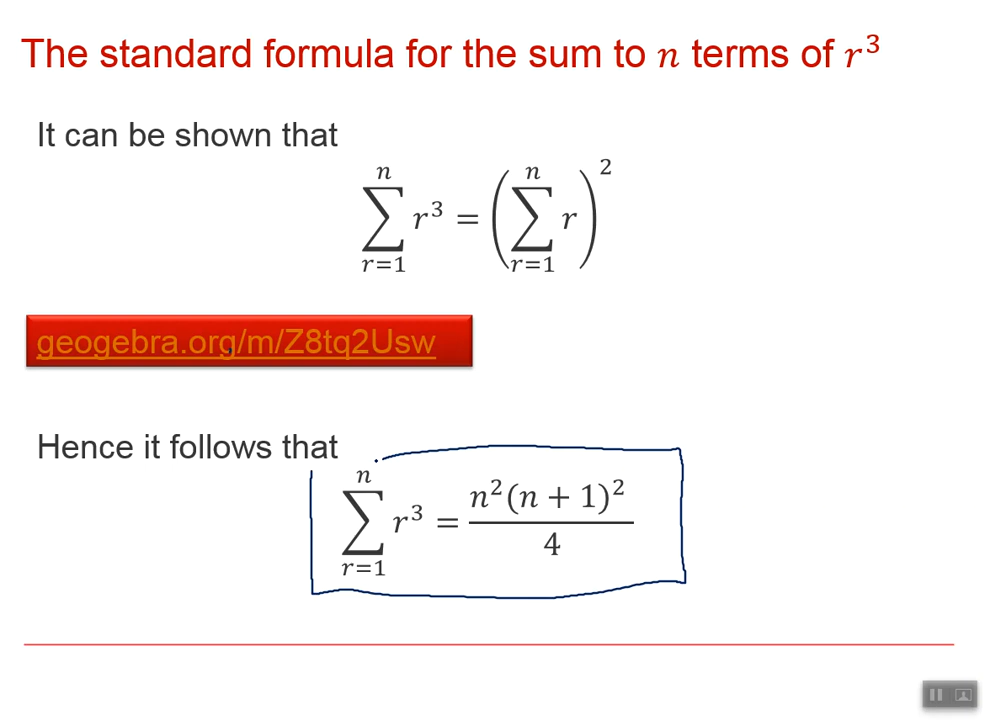 The standard formula for the sum to n terms of r³
It can be shown that
∑_{r=1}^{n} r³ = (∑_{r=1}^{n} r)²
geogebra.org/m/Z8tq2Usw
Hence it follows that
∑_{r=1}^{n} r³ = n²(n + 1)²/4